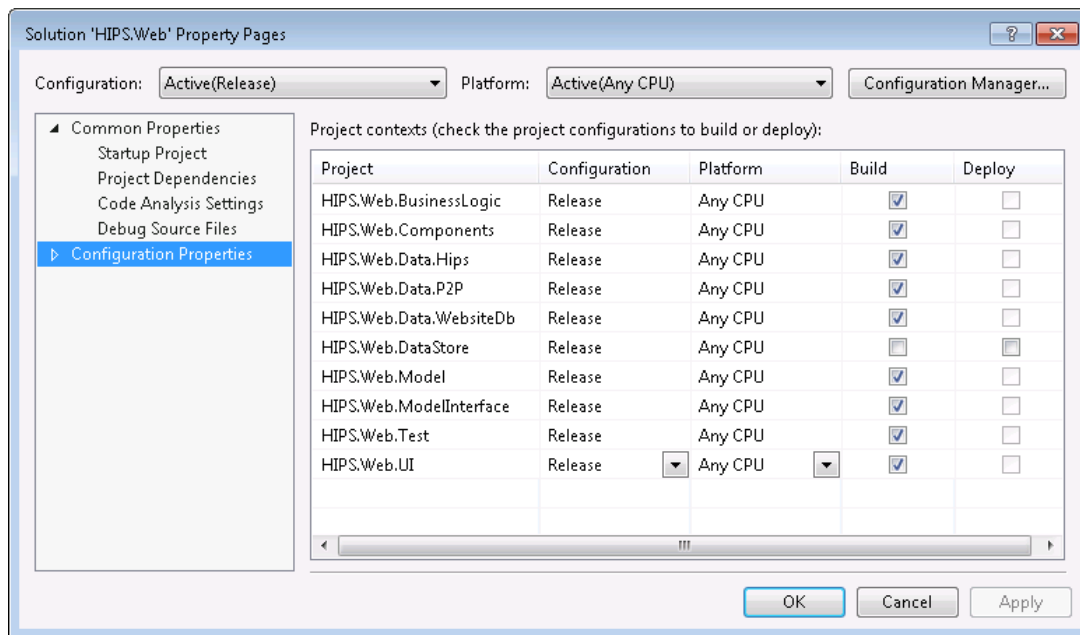 Solution 'HIPS.Web' Property Pages
Configuration: Active(Release) Platform: Active(Any CPU) Configuration Manager...
Common Properties
Startup Project
Project Dependencies
Code Analysis Settings
Debug Source Files
Configuration Properties
Project contexts (check the project configurations to build or deploy):
Project Configuration Platform Build Deploy
HIPS.Web.BusinessLogic Release Any CPU
HIPS.Web.Components Release Any CPU
HIPS.Web.Data.Hips Release Any CPU
HIPS.Web.Data.P2P Release Any CPU
HIPS.Web.Data.WebsiteDb Release Any CPU
HIPS.Web.DataStore Release Any CPU
HIPS.Web.Model Release Any CPU
HIPS.Web.ModelInterface Release Any CPU
HIPS.Web.Test Release Any CPU
HIPS.Web.UI Release Any CPU
OK Cancel Apply